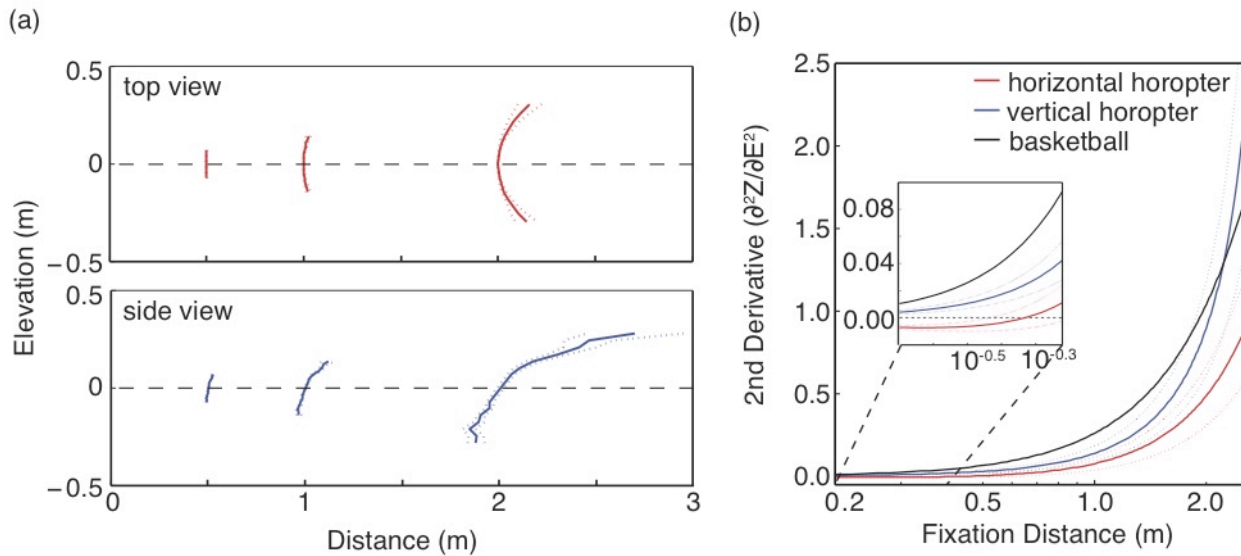 (a)
0.5
top view
0
−0.5
0.5
side view
0
−0.5
0
1
2
3
Elevation (m)
Distance (m)
(b)
2.5
2.0
1.5
1.0
0.5
0.0
2nd Derivative (∂²Z/∂E²)
horizontal horopter
vertical horopter
basketball
0.08
0.04
0.00
10^-0.5
10^-0.3
0.2
0.5
1.0
2.0
Fixation Distance (m)